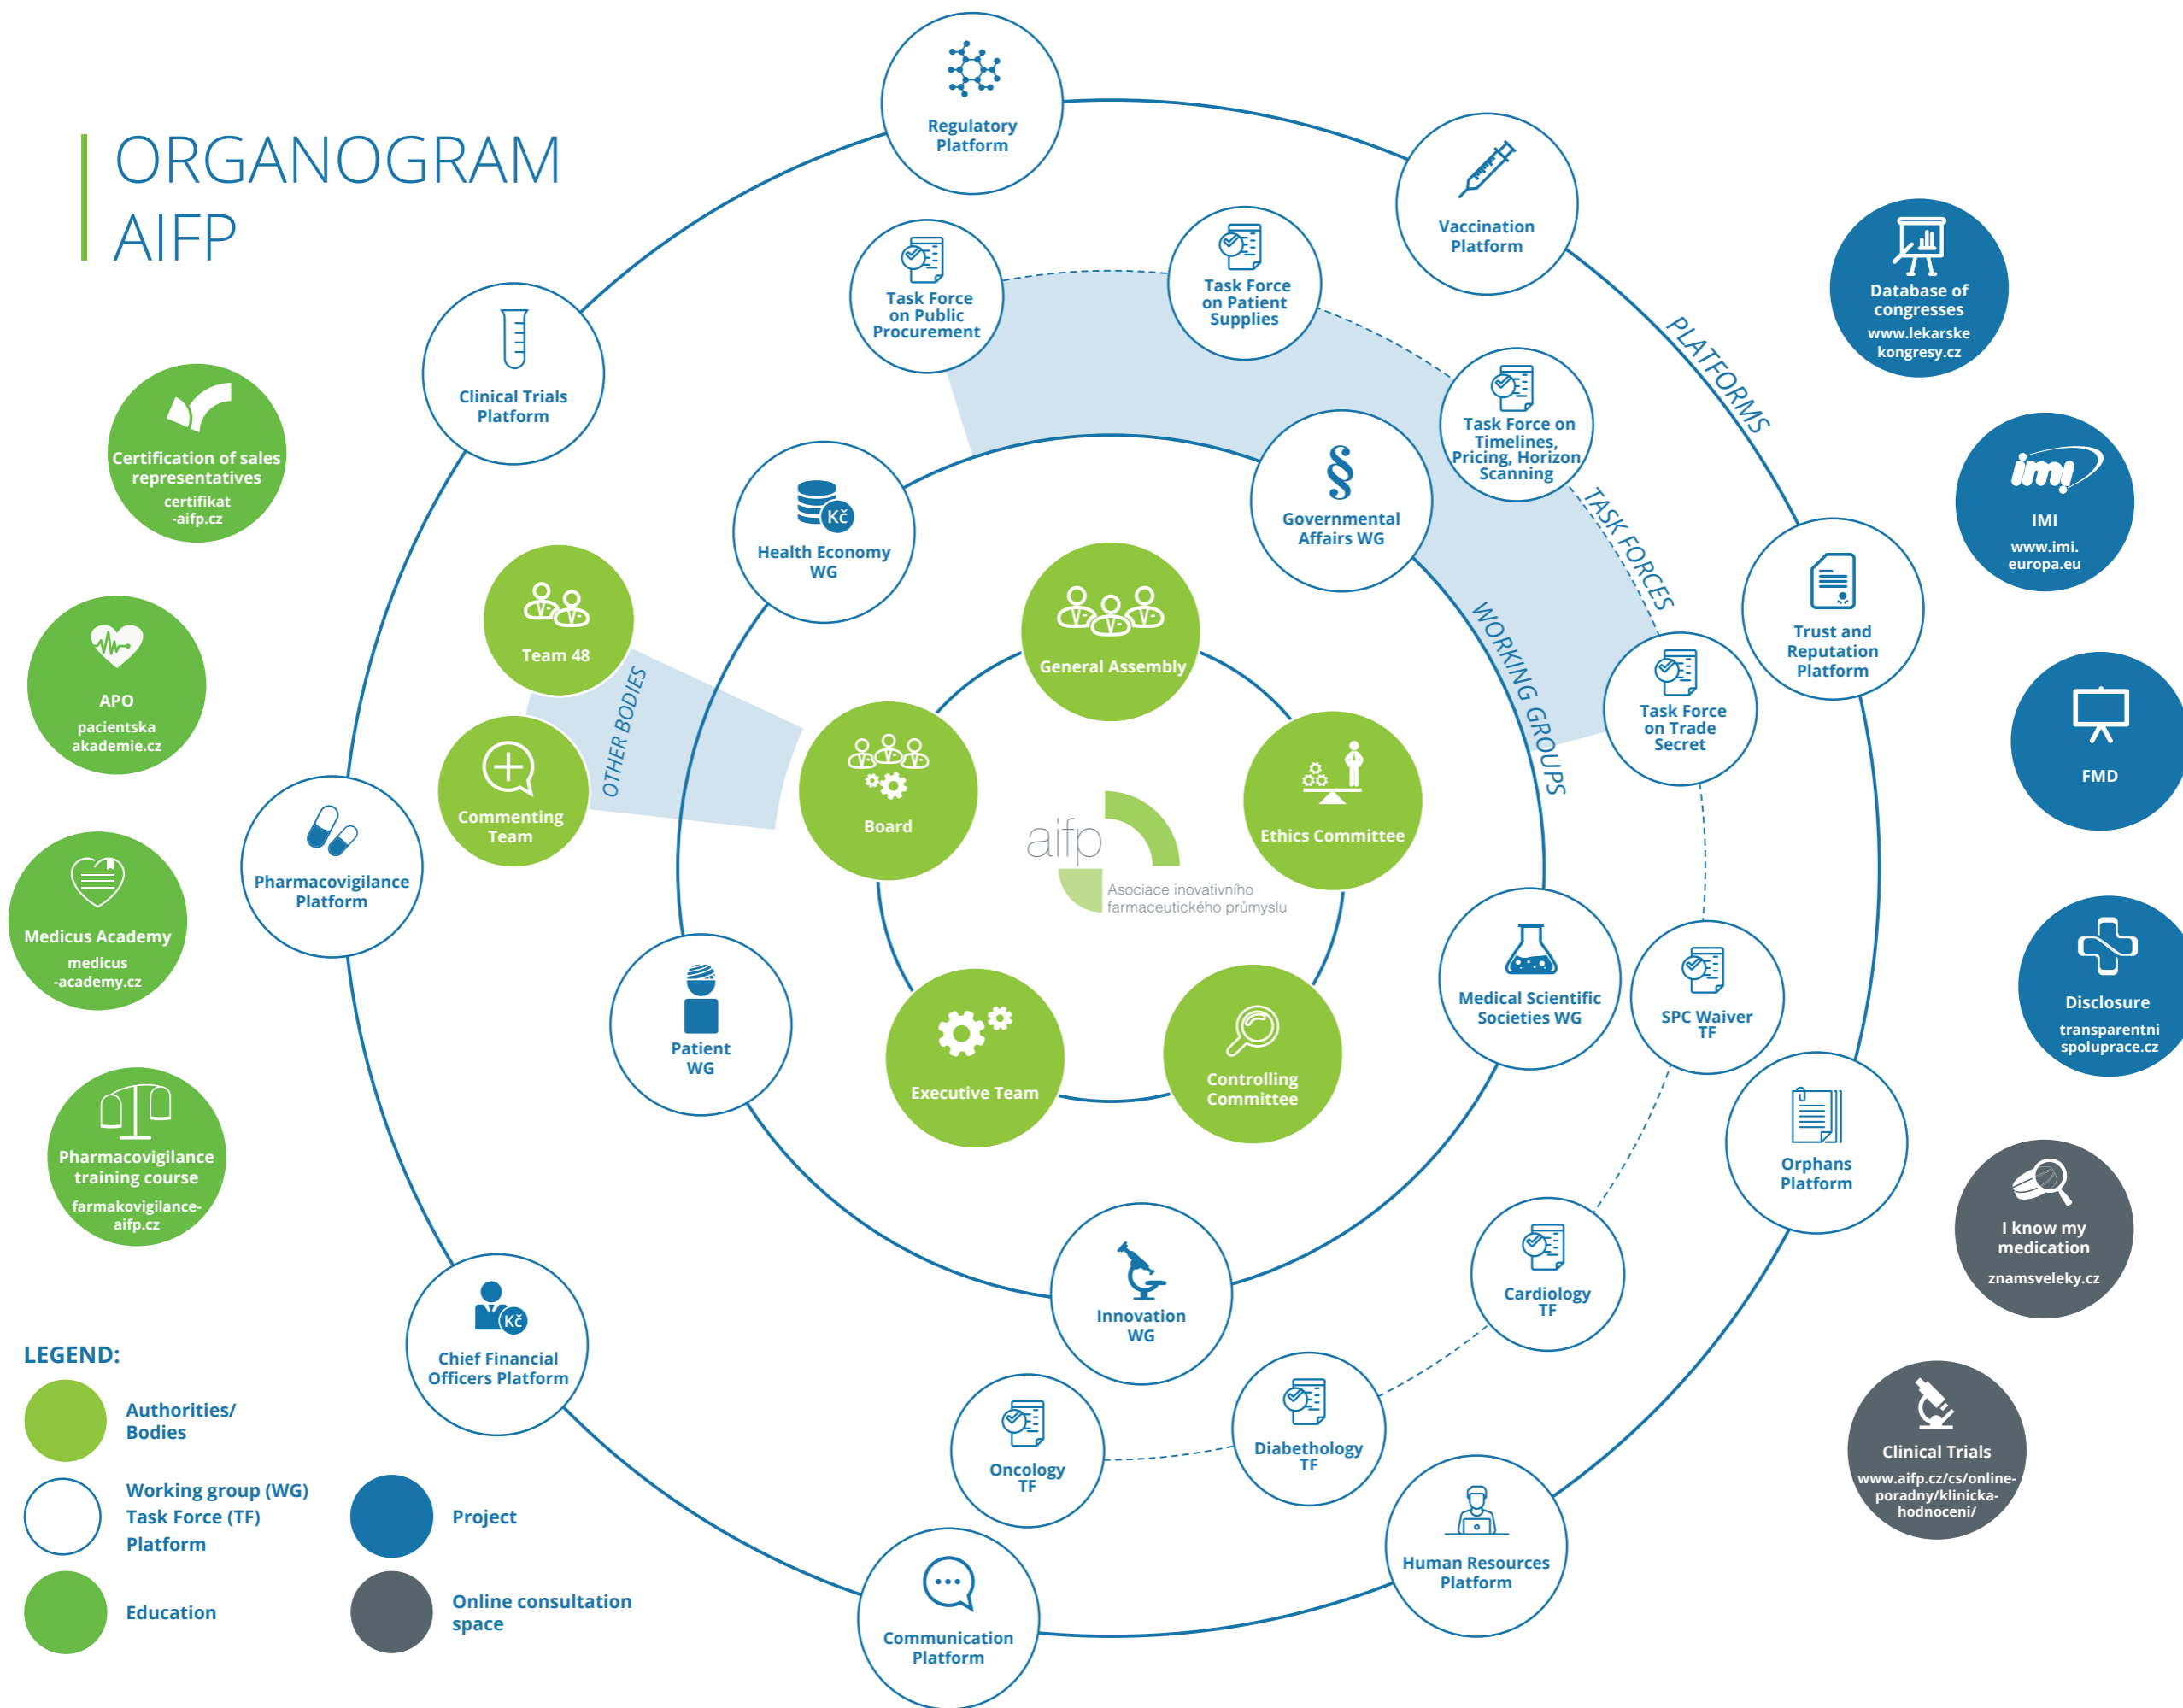 ORGANOGRAM
AIFP
Regulatory
Platform
Vaccination
Platform
Clinical Trials
Platform
PLATFORMS
Trust and
Reputation
Platform
Pharmacovigilance
Platform
Orphans
Platform
Chief Financial
Officers Platform
Kč
Human Resources
Platform
Communication
Platform
Task Force
on Public
Procurement
Task Force
on Patient
Supplies
Task Force on
Timelines,
Pricing, Horizon
Scanning
TASK FORCES
Task Force
on Trade
Secret
SPC Waiver
TF
Cardiology
TF
Diabethology
TF
Oncology
TF
Kč
Health Economy
WG
§
Governmental
Affairs WG
WORKING GROUPS
Medical Scientific
Societies WG
Patient
WG
Innovation
WG
Team 48
Commenting
Team
OTHER BODIES
General Assembly
Board
Ethics Committee
Executive Team
Controlling
Committee
aifp
Asociace inovativního
farmaceutického průmyslu
Certification of sales
representatives
certifikat
-aifp.cz
APO
pacientska
akademie.cz
Medicus Academy
medicus
-academy.cz
Pharmacovigilance
training course
farmakovigilance-
aifp.cz
Database of
congresses
www.lekarske
kongresy.cz
imi
IMI
www.imi.
europa.eu
FMD
Disclosure
transparentni
spoluprace.cz
I know my
medication
znamsveleky.cz
Clinical Trials
www.aifp.cz/cs/online-
poradny/klinicka-
hodnoceni/
LEGEND:
Authorities/
Bodies
Working group (WG)
Task Force (TF)
Platform
Project
Education
Online consultation
space